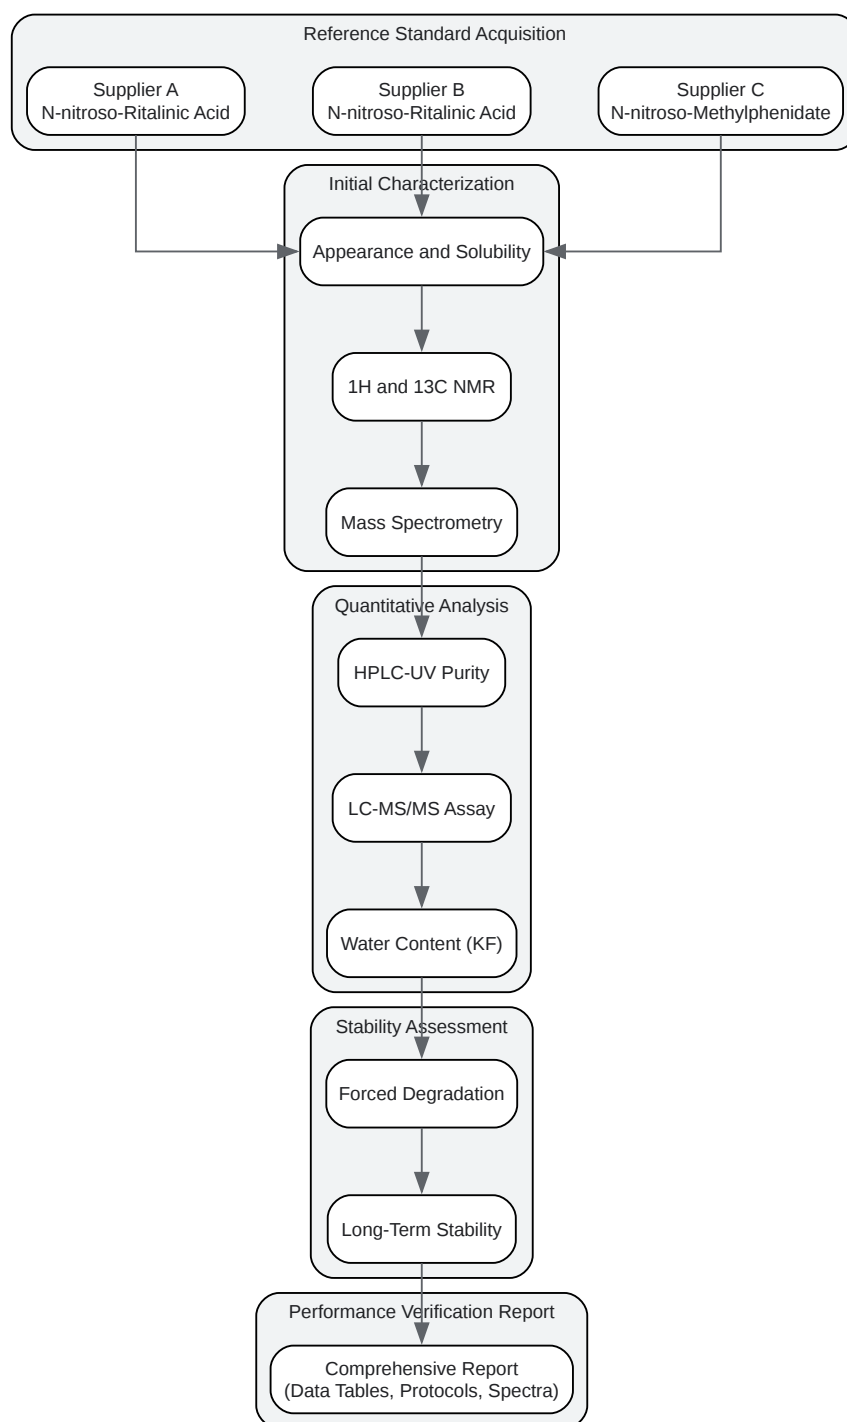 Reference Standard Acquisition
Supplier A
N-nitroso-Ritalinic Acid
Supplier B
N-nitroso-Ritalinic Acid
Supplier C
N-nitroso-Methylphenidate
Initial Characterization
Appearance and Solubility
1H and 13C NMR
Mass Spectrometry
Quantitative Analysis
HPLC-UV Purity
LC-MS/MS Assay
Water Content (KF)
Stability Assessment
Forced Degradation
Long-Term Stability
Performance Verification Report
Comprehensive Report
(Data Tables, Protocols, Spectra)